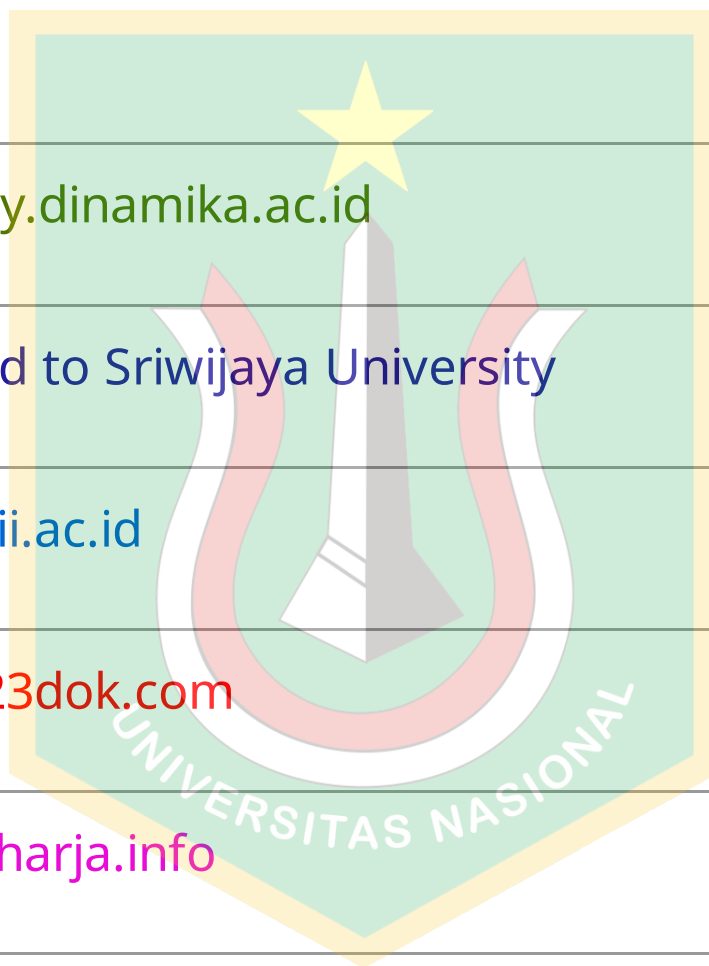 y.dinamika.ac.id
d to Sriwijaya University
ii.ac.id
23dok.com
UNIVERSITAS NASIONAL
harja.info